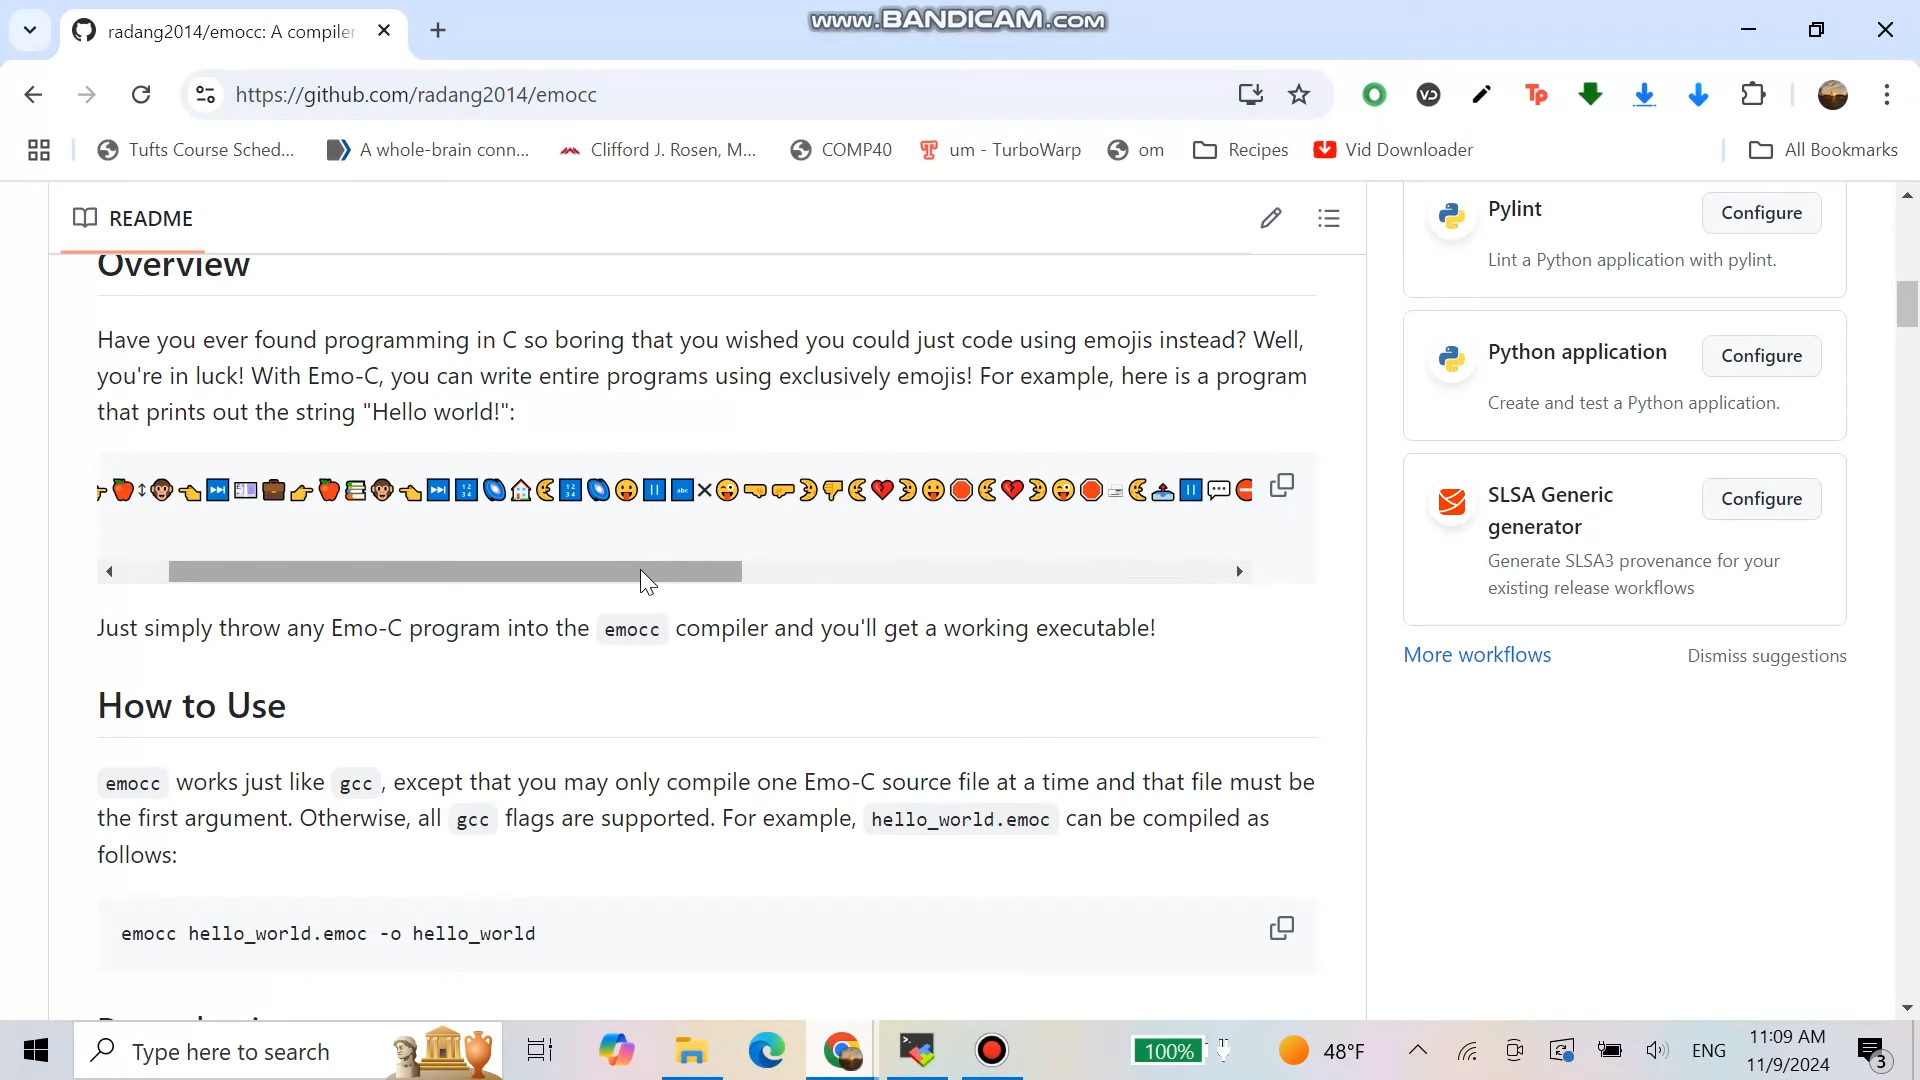 www.BANDICAM.com
radang2014/emocc: A compiler
https://github.com/radang2014/emocc
Tufts Course Sched...
A whole-brain conn...
Clifford J. Rosen, M...
COMP40
um - TurboWarp
om
Recipes
Vid Downloader
All Bookmarks
README
Overview
Have you ever found programming in C so boring that you wished you could just code using emojis instead? Well,
you're in luck! With Emo-C, you can write entire programs using exclusively emojis! For example, here is a program
that prints out the string "Hello world!":
Just simply throw any Emo-C program into the emocc compiler and you'll get a working executable!
How to Use
emocc works just like gcc, except that you may only compile one Emo-C source file at a time and that file must be
the first argument. Otherwise, all gcc flags are supported. For example, hello_world.emoc can be compiled as
follows:
emocc hello_world.emoc -o hello_world
Pylint
Configure
Lint a Python application with pylint.
Python application
Configure
Create and test a Python application.
SLSA Generic
generator
Configure
Generate SLSA3 provenance for your
existing release workflows
More workflows
Dismiss suggestions
Type here to search
100%
48°F
ENG
11:09 AM
11/9/2024
3